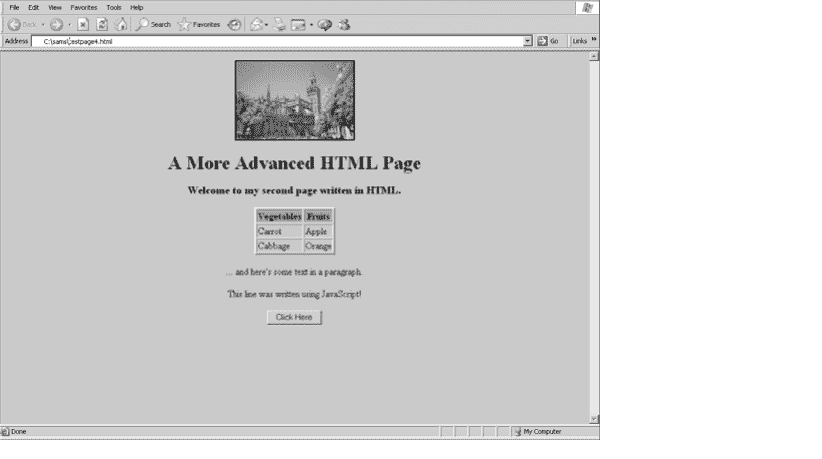 File Edit View Favorites Tools Help
Back Search Favorites
Address C:\sams\testpage4.html Go Links »
A More Advanced HTML Page
Welcome to my second page written in HTML.
Vegetables Fruits
Carrot Apple
Cabbage Orange
... and here's some text in a paragraph.
This line was written using JavaScript!
Click Here
Done My Computer